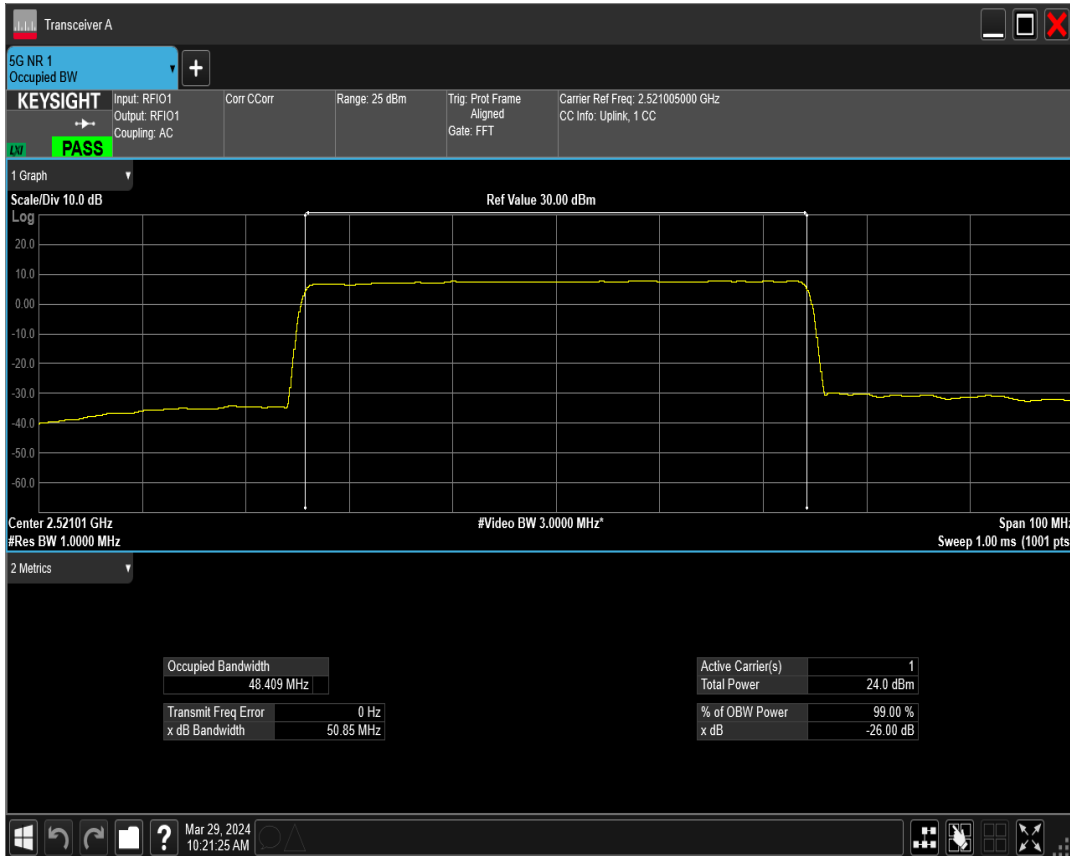 Transceiver A
5G NR 1
Occupied BW
KEYSIGHT
LXI
PASS
Input: RFIO1
Output: RFIO1
Coupling: AC
Corr CCorr
Range: 25 dBm
Trig: Prot Frame
Aligned
Gate: FFT
Carrier Ref Freq: 2.521005000 GHz
CC Info: Uplink, 1 CC
1 Graph
Scale/Div 10.0 dB
Ref Value 30.00 dBm
Log
20.0
10.0
0.00
-10.0
-20.0
-30.0
-40.0
-50.0
-60.0
Center 2.52101 GHz
#Video BW 3.0000 MHz*
Span 100 MHz
#Res BW 1.0000 MHz
Sweep 1.00 ms (1001 pts
2 Metrics
Occupied Bandwidth
48.409 MHz
Transmit Freq Error 0 Hz
x dB Bandwidth 50.85 MHz
Active Carrier(s) 1
Total Power 24.0 dBm
% of OBW Power 99.00 %
x dB -26.00 dB
?
Mar 29, 2024
10:21:25 AM